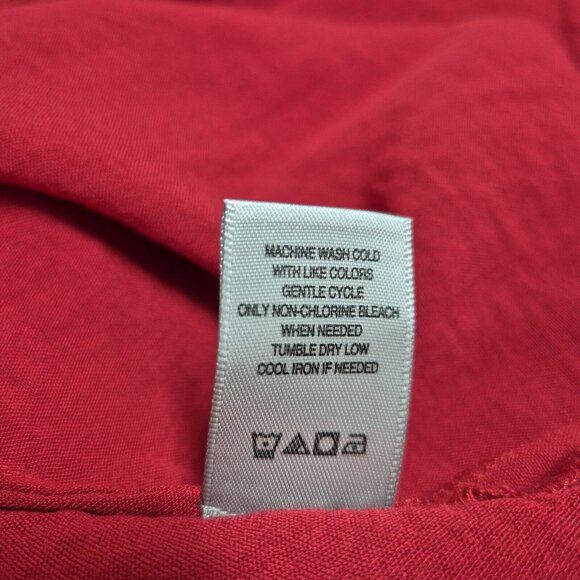 MACHINE WASH COLD
WITH LIKE COLORS
GENTLE CYCLE
ONLY NON-CHLORINE BLEACH
WHEN NEEDED
TUMBLE DRY LOW
COOL IRON IF NEEDED